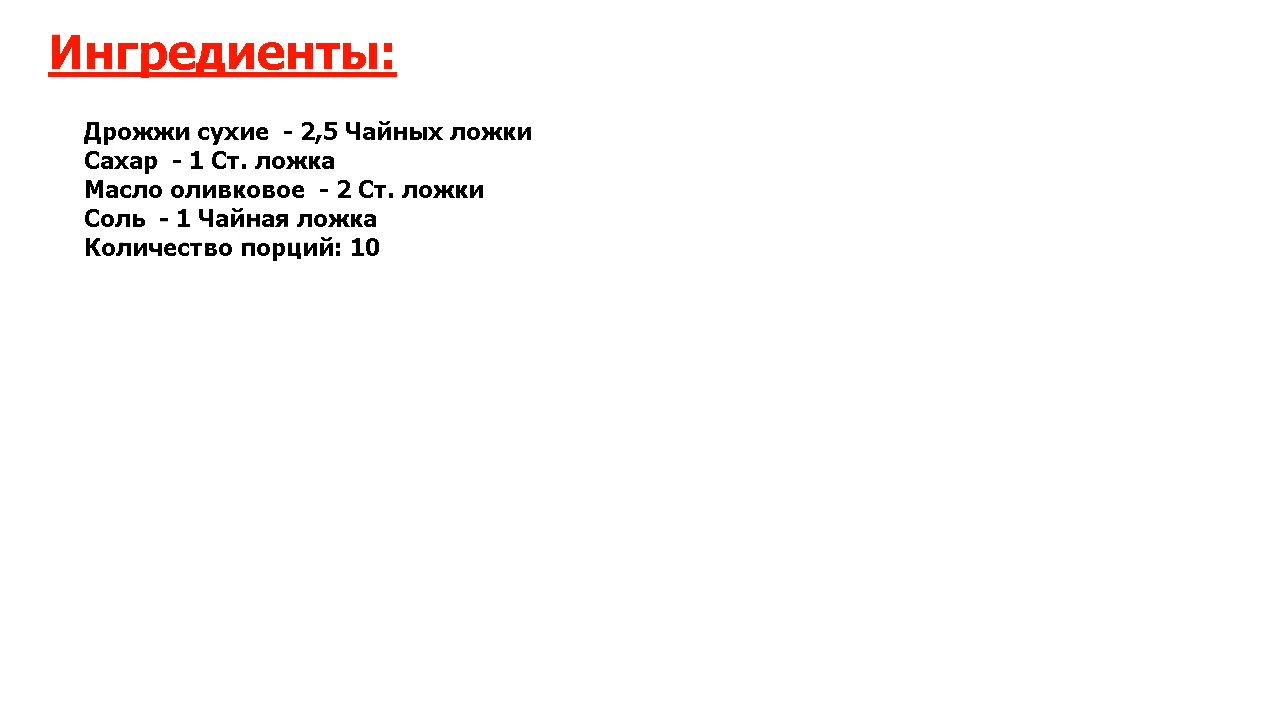 Ингредиенты:
Дрожжи сухие  - 2,5 Чайных ложки
Сахар  - 1 Ст. ложка
Масло оливковое  - 2 Ст. ложки
Соль  - 1 Чайная ложка
Количество порций: 10